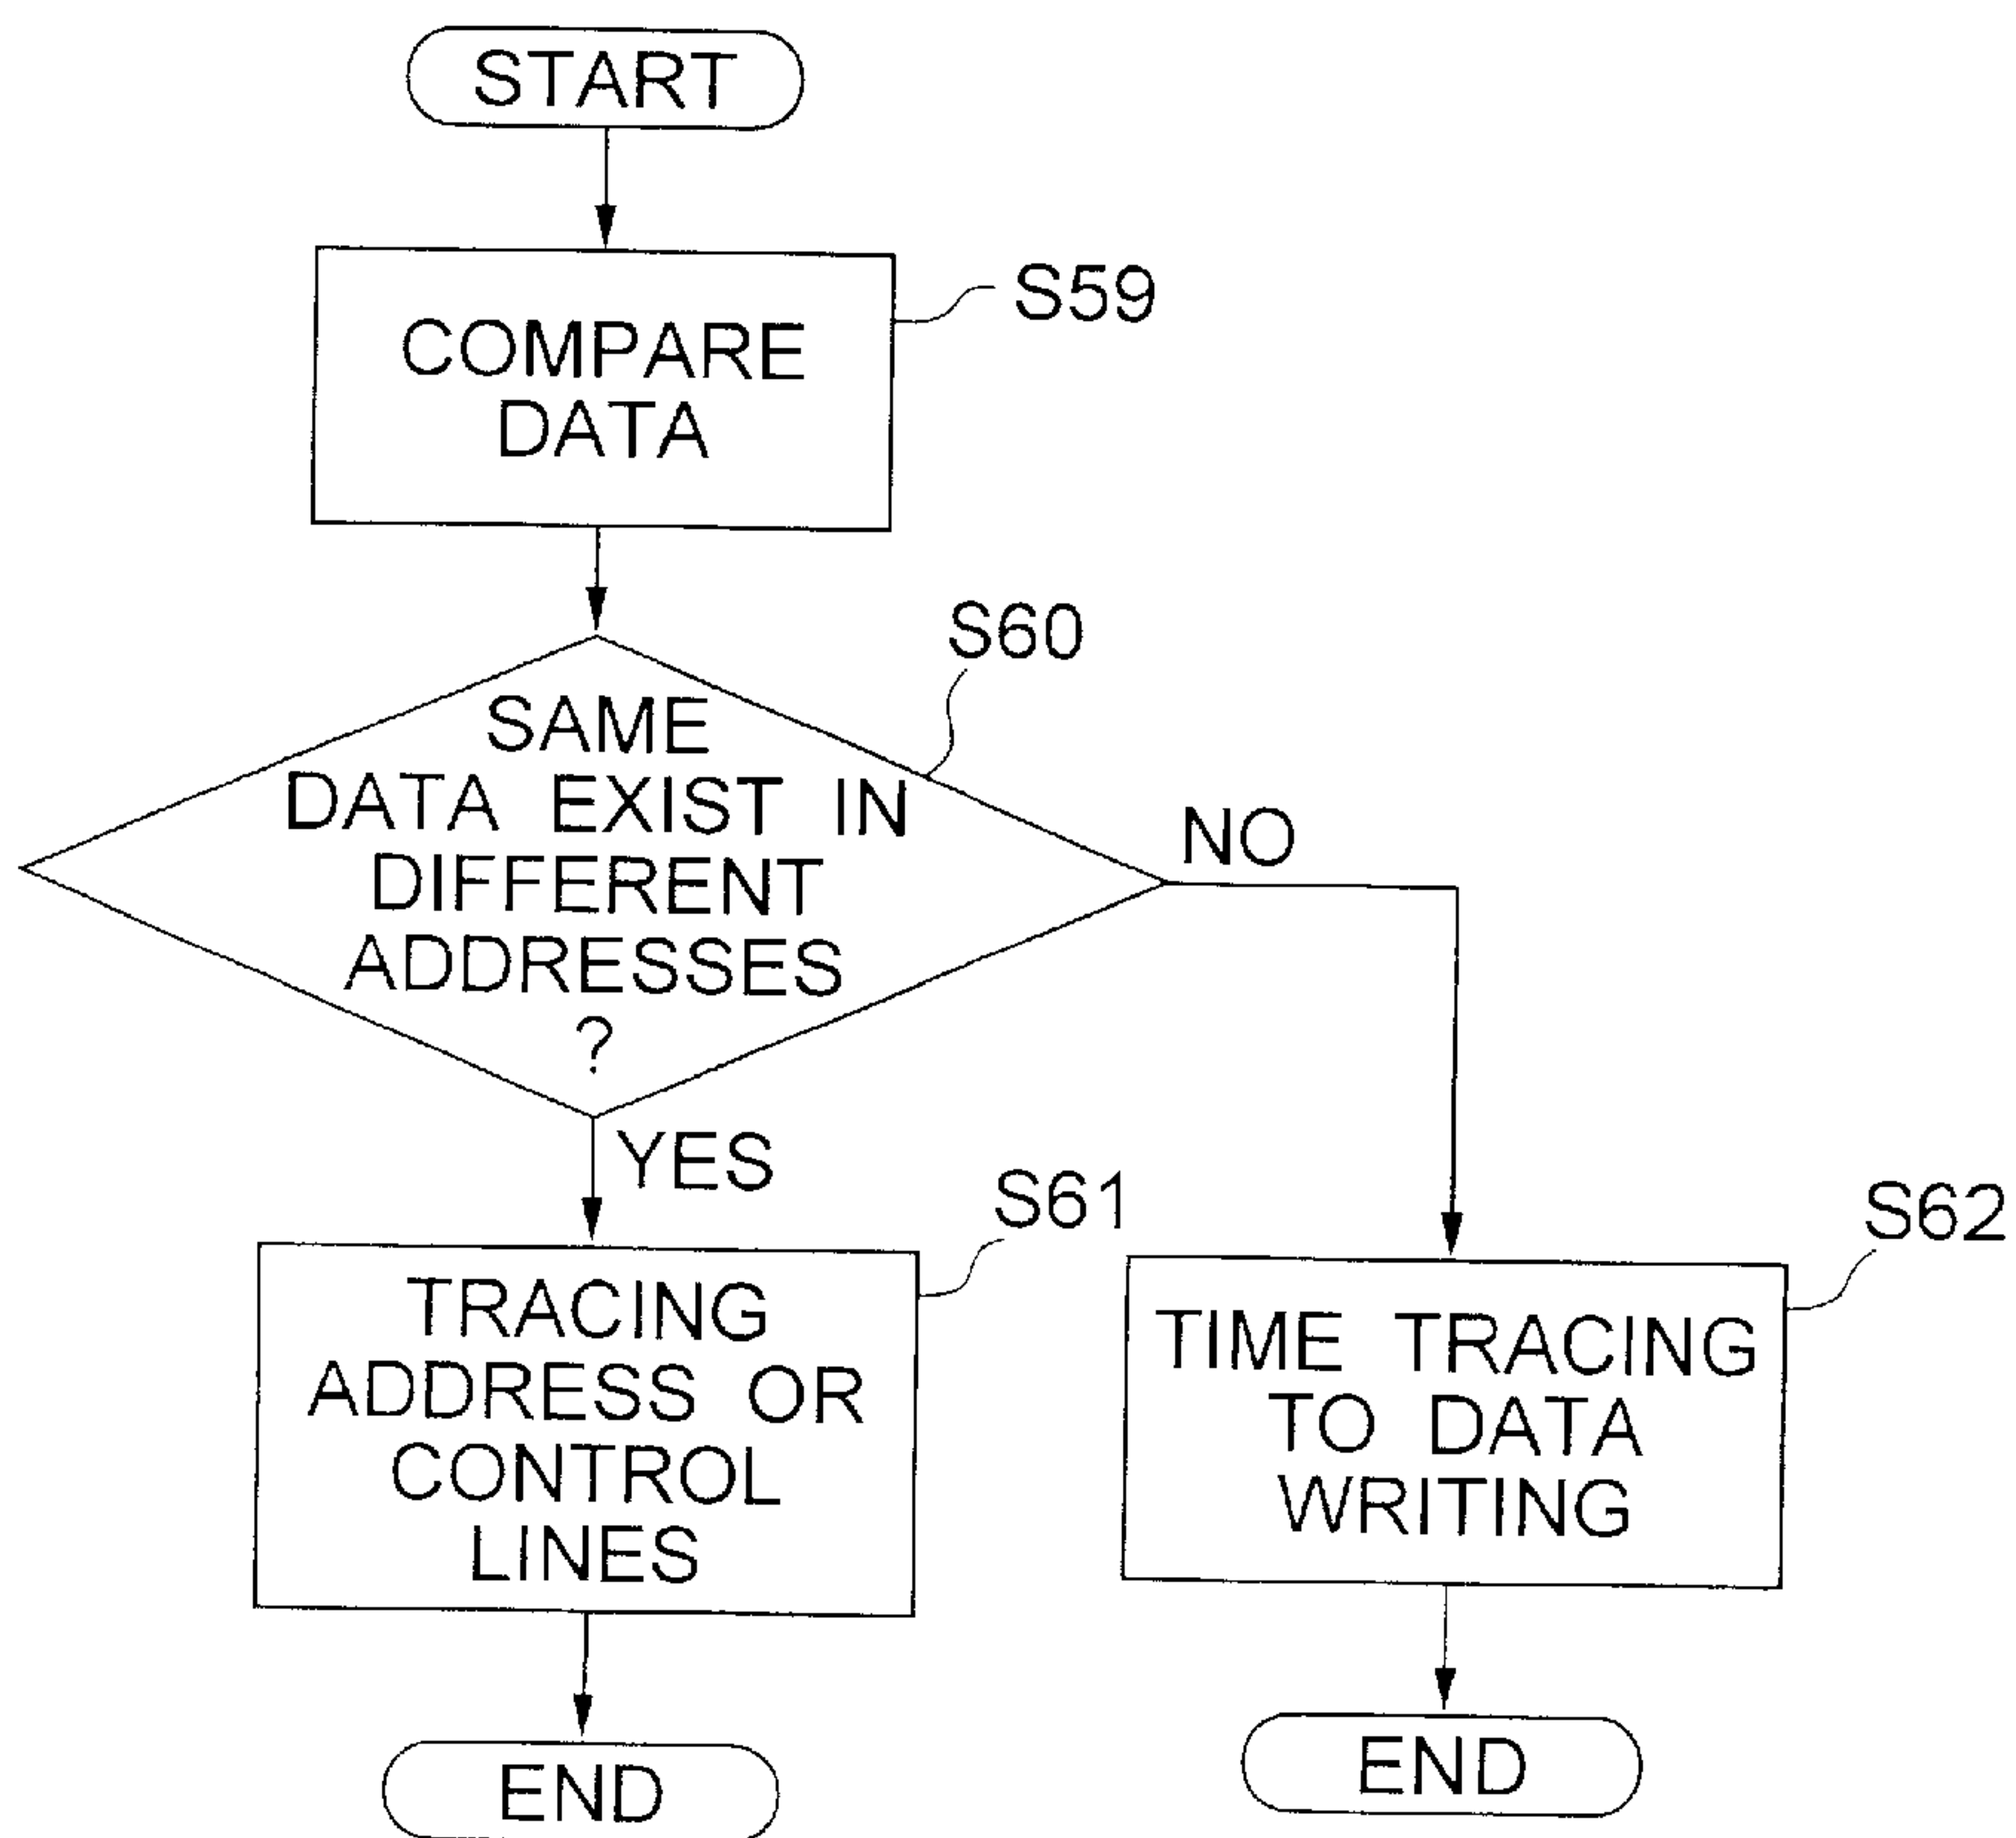 START
COMPARE
DATA
S59
SAME
DATA EXIST IN
DIFFERENT
ADDRESSES
?
S60
NO
YES
TRACING
ADDRESS OR
CONTROL
LINES
S61
TIME TRACING
TO DATA
WRITING
S62
END
END